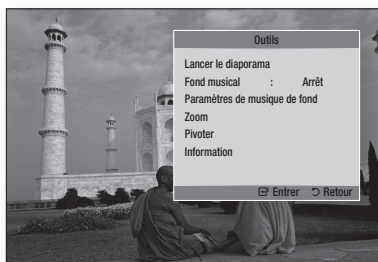 Outils
Lancer le diaporama
Fond musical : Arrêt
Paramètres de musique de fond
Zoom
Pivoter
Information
Entrer Retour